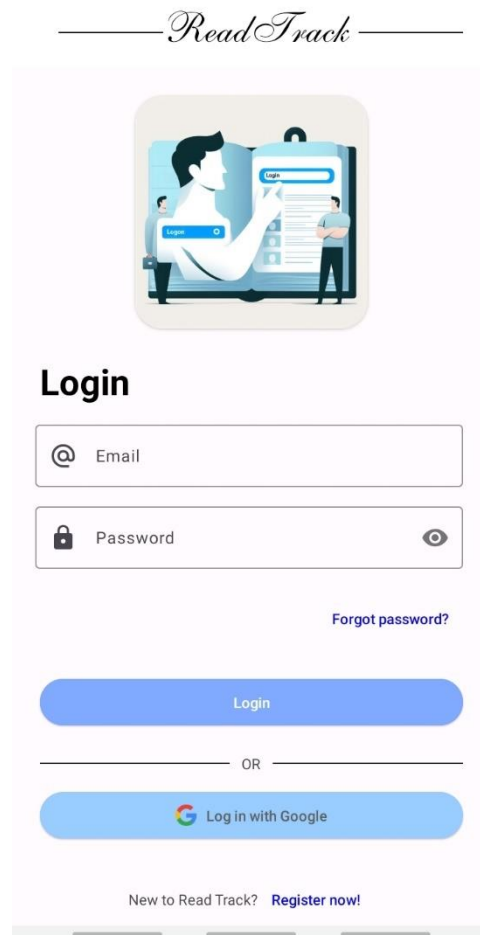 ReadTrack
Login
Logon
Login
Email
Password
Forgot password?
Login
OR
Log in with Google
New to Read Track? Register now!